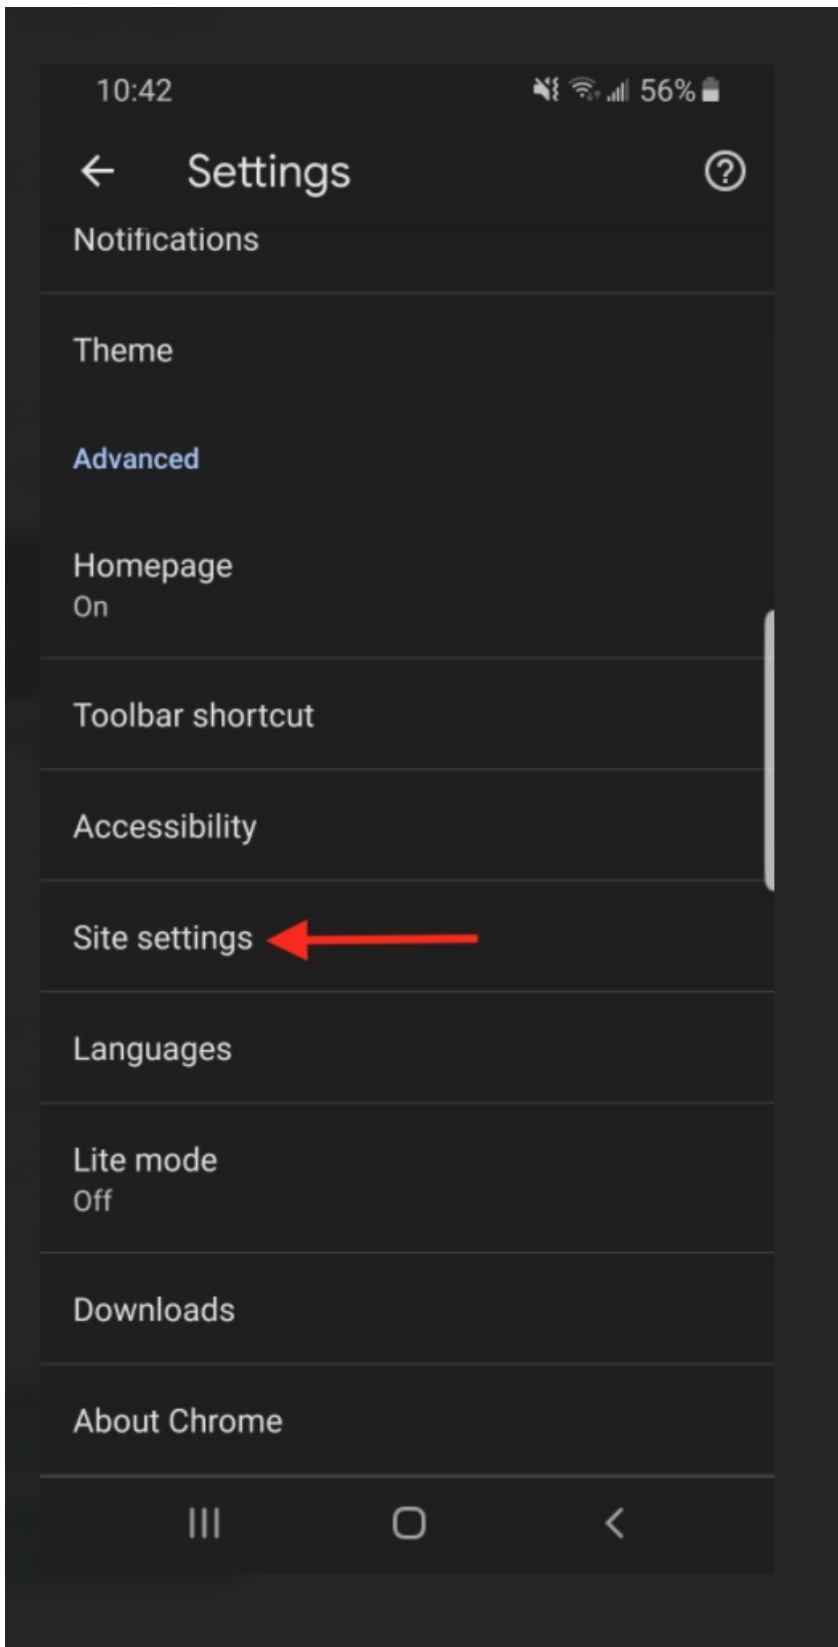 10:42 56%
Settings
Notifications
Theme
Advanced
Homepage
On
Toolbar shortcut
Accessibility
Site settings
Languages
Lite mode
Off
Downloads
About Chrome